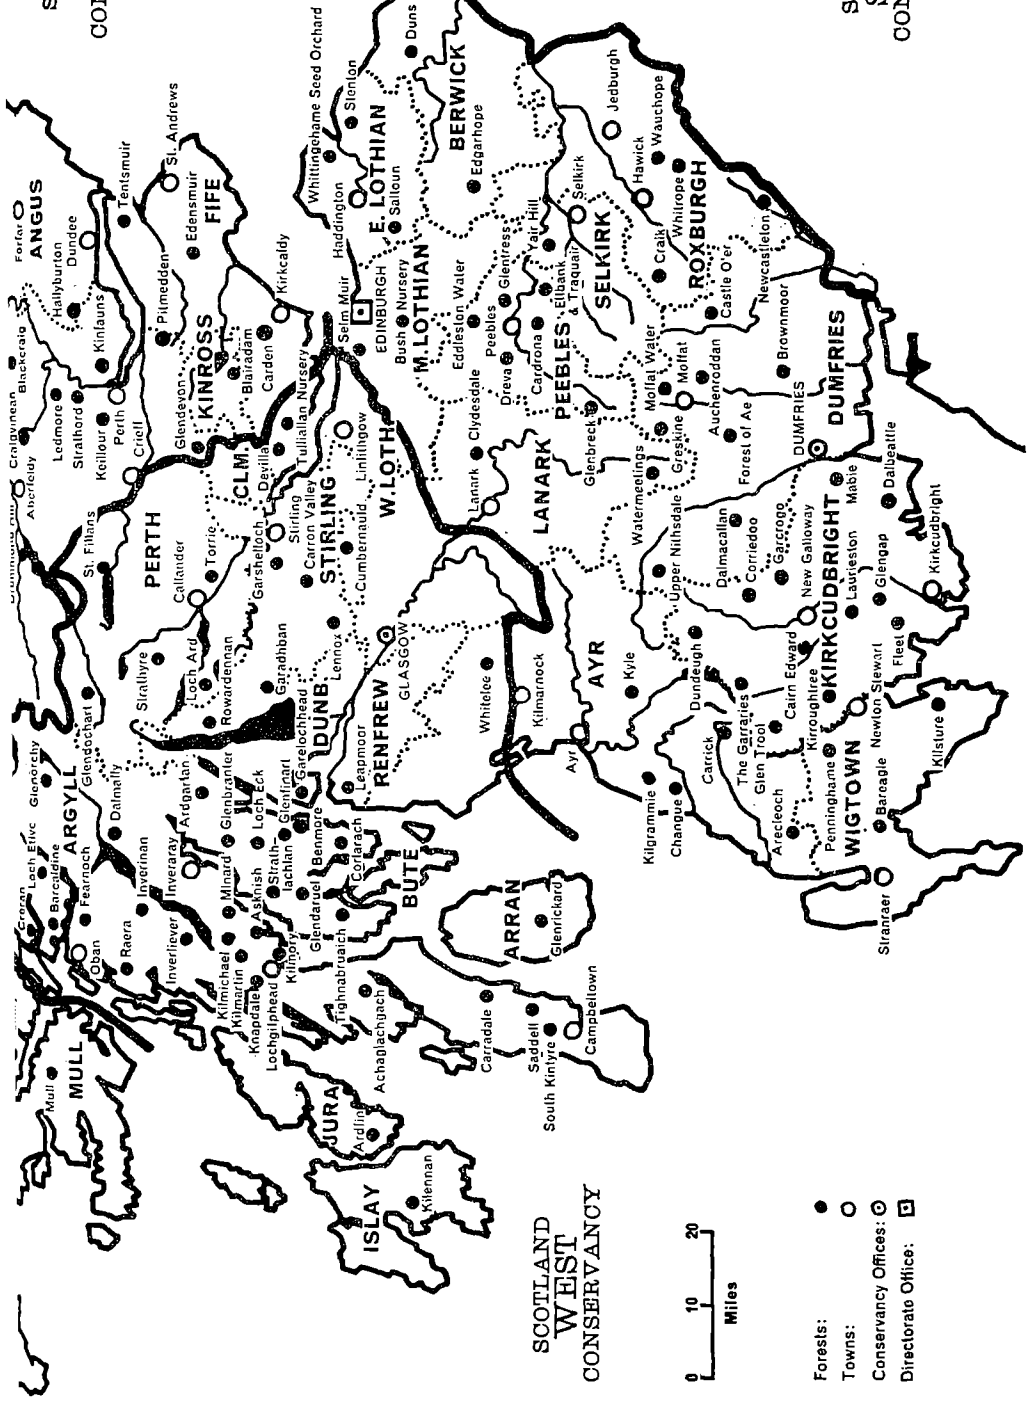 SCOTLAND
WEST
CONSERVANCY
0 10 20
Miles
Forests:
Towns:
Conservancy Offices:
Directorate Office:
CON
CON
Mull
MULL
Loch Etive
Barcaldine
Fearnoch
Oban
ARGYLL
Glenorchy
Glendochart
Dalmally
Raera
Inverinan
Inverliever
Inveraray
Ardgartan
Strathyre
Loch Ard
Rowardennan
Garadhban
Kilmichael
Minard
Glenbranter
Kilmartin
Asknish
Loch Eck
Knapdale
Strath-
lachlan
Glenfinart
Garelochhead
DUNB
Lennox
Lochgilphead
Kilmory
Glendaruel
Benmore
Leapmoor
Tighnabruaich
Corlarach
RENFREW
GLASGOW
Achaglachgach
BUTE
JURA
Ardfin
ISLAY
Kilennan
Carradale
Saddell
South Kintyre
Campbeltown
ARRAN
Glenrickard
Whitelee
Kilmarnock
AYR
Ayr
Kyle
Kilgrammie
Changue
Carrick
Dundeugh
The Garraries
Glen Trool
Arecleoch
Cairn Edward
Kirroughtree
Penninghame
WIGTOWN
Bareagle
Newton Stewart
Kilsture
Stranraer
Aberfeldy
Craigvinean
Blackcraig
Forfar
ANGUS
Hallyburton
Dundee
Ledmore
Strathord
Keillour
Kinfauns
Perth
Crieff
St. Fillans
PERTH
Tentsmuir
St. Andrews
Pitmedden
Edensmuir
FIFE
Glendevon
KINROSS
Blairadam
Carden
Kirkcaldy
Callander
Torrie
CLM.
Devilla
Tulliallan Nursery
Garshelloch
Stirling
Carron Valley
STIRLING
Cumbernauld
Linlithgow
W.LOTH.
Selm Muir
EDINBURGH
Bush Nursery
M.LOTHIAN
Haddington
Whittingehame Seed Orchard
Stenton
E. LOTHIAN
Saltoun
Duns
BERWICK
Edgarhope
Eddleston Water
Peebles
Glentress
Yair Hill
Clydesdale
Dreva
Cardrona
Elibank
& Traquair
PEEBLES
Selkirk
SELKIRK
Lanark
LANARK
Glenbreck
Jedburgh
Hawick
Wauchope
Whitrope
ROXBURGH
Craik
Castle O'er
Newcastleton
Moffat Water
Moffat
Greskine
Auchenroddan
Watermeetings
Forest of Ae
Brownmoor
DUMFRIES
DUMFRIES
Upper Nithsdale
Dalmacallan
Corriedoo
Garcrogo
New Galloway
KIRKCUDBRIGHT
Mabie
Dalbeattie
Laurieston
Glengap
Kirkcudbright
Fleet